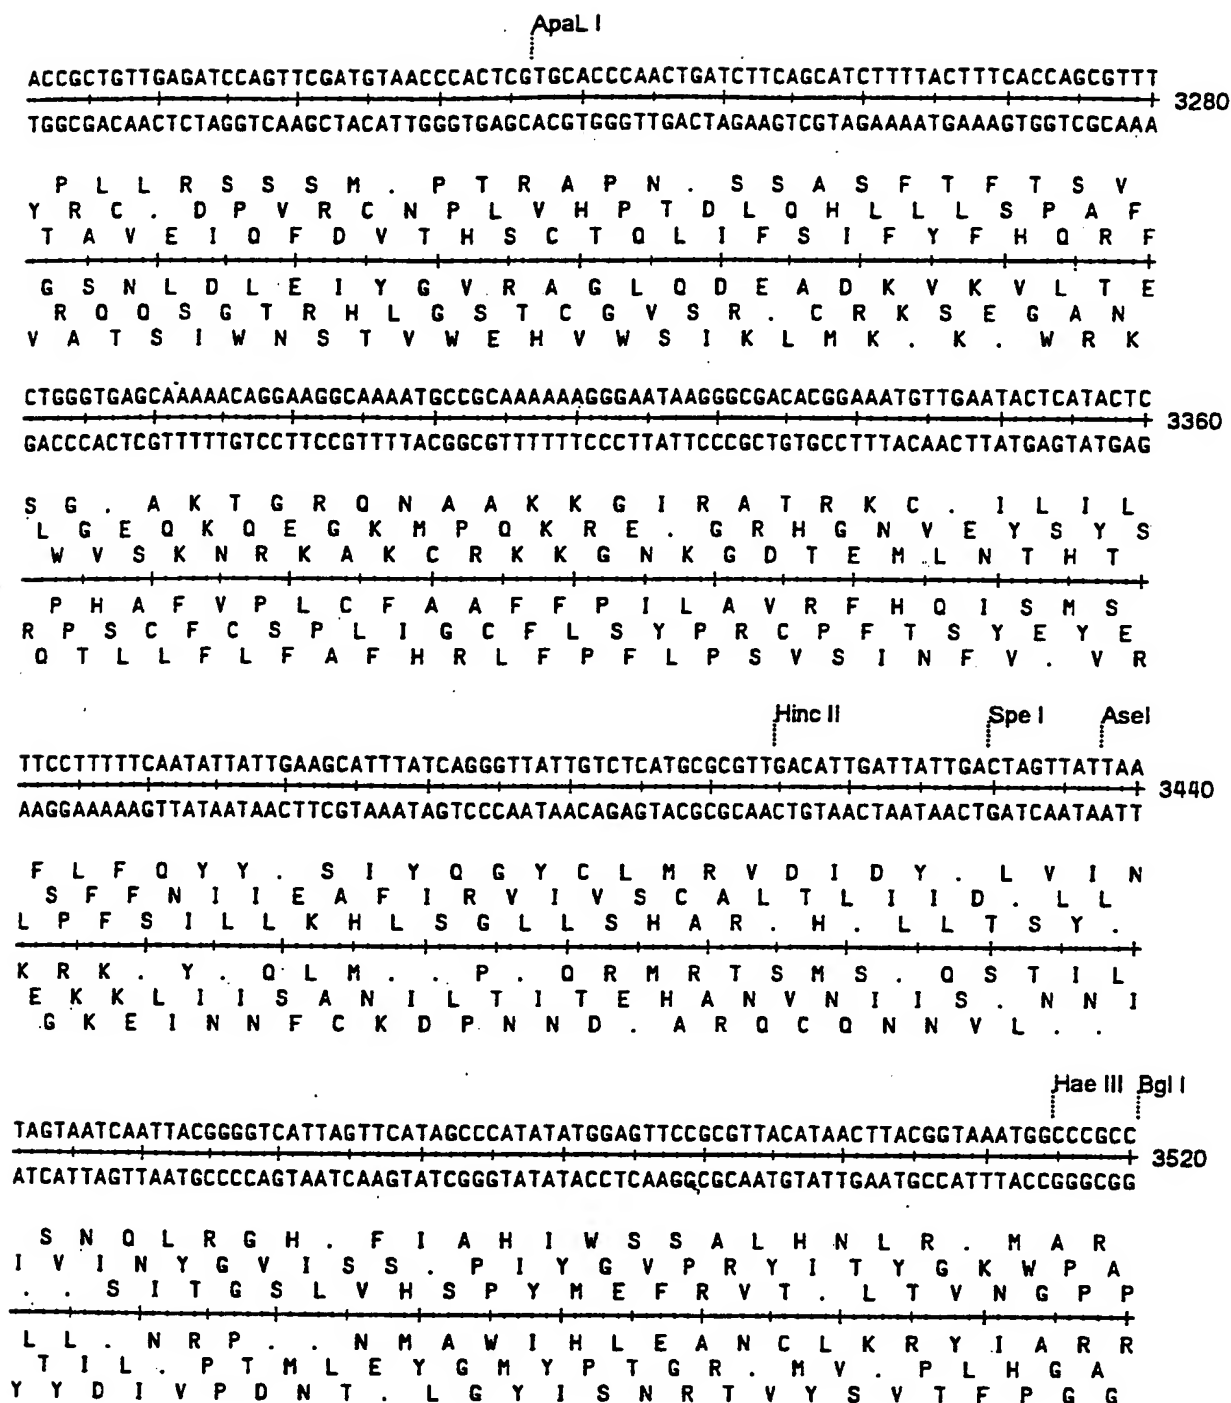 ApaL I
ACCGCTGTTGAGATCCAGTTCGATGTAACCCACTCGTGCACCCAACTGATCTTCAGCATCTTTTACTTTCACCAGCGTTT
3280
TGGCGACAACTCTAGGTCAAGCTACATTGGGTGAGCACGTGGGTTGACTAGAAGTCGTAGAAAATGAAAGTGGTCGCAAA
P L L R S S S M . P T R A P N . S S A S F T F T S V
Y R C . D P V R C N P L V H P T D L Q H L L L S P A F
T A V E I Q F D V T H S C T Q L I F S I F Y F H Q R F
G S N L D L E I Y G V R A G L Q D E A D K V K V L T E
R Q Q S G T R H L G S T C G V S R . C R K S E G A N
V A T S I W N S T V W E H V W S I K L M K . K . W R K
CTGGGTGAGCAAAAACAGGAAGGCAAAATGCCGCAAAAAAGGGAATAAGGGCGACACGGAAATGTTGAATACTCATACTC
3360
GACCCACTCGTTTTTGTCCTTCCGTTTTACGGCGTTTTTTCCCTTATTCCCGCTGTGCCTTTACAACTTATGAGTATGAG
S G . A K T G R Q N A A K K G I R A T R K C . I L I L
L G E Q K Q E G K M P Q K R E . G R H G N V E Y S Y S
W V S K N R K A K C R K K G N K G D T E M L N T H T
P H A F V P L C F A A F F P I L A V R F H Q I S M S
R P S C F C S P L I G C F L S Y P R C P F T S Y E Y E
Q T L L F L F A F H R L F P F L P S V S I N F V . V R
Hinc II Spe I AseI
TTCCTTTTTCAATATTATTGAAGCATTTATCAGGGTTATTGTCTCATGCGCGTTGACATTGATTATTGACTAGTTATTAA
3440
AAGGAAAAAGTTATAATAACTTCGTAAATAGTCCCAATAACAGAGTACGCGCAACTGTAACTAATAACTGATCAATAATT
F L F Q Y Y . S I Y Q G Y C L M R V D I D Y . L V I N
S F F N I I E A F I R V I V S C A L T L I I D . L L
L P F S I L L K H L S G L L S H A R . H . L L T S Y .
K R K . Y . Q L M . . P . Q R M R T S M S . Q S T I L
E K K L I I S A N I L T I T E H A N V N I I S . N N I
G K E I N N F C K D P N N D . A R Q C Q N N V L . .
Hae III Bgl I
TAGTAATCAATTACGGGGTCATTAGTTCATAGCCCATATATGGAGTTCCGCGTTACATAACTTACGGTAAATGGCCCGCC
3520
ATCATTAGTTAATGCCCCAGTAATCAAGTATCGGGTATATACCTCAAGGCGCAATGTATTGAATGCCATTTACCGGGCGG
S N Q L R G H . F I A H I W S S A L H N L R . M A R
I V I N Y G V I S S . P I Y G V P R Y I T Y G K W P A
. . S I T G S L V H S P Y M E F R V T . L T V N G P P
L L . N R P . . N M A W I H L E A N C L K R Y I A R R
T I L . P T M L E Y G M Y P T G R . M V . P L H G A
Y Y D I V P D N T . L G Y I S N R T V Y S V T F P G G